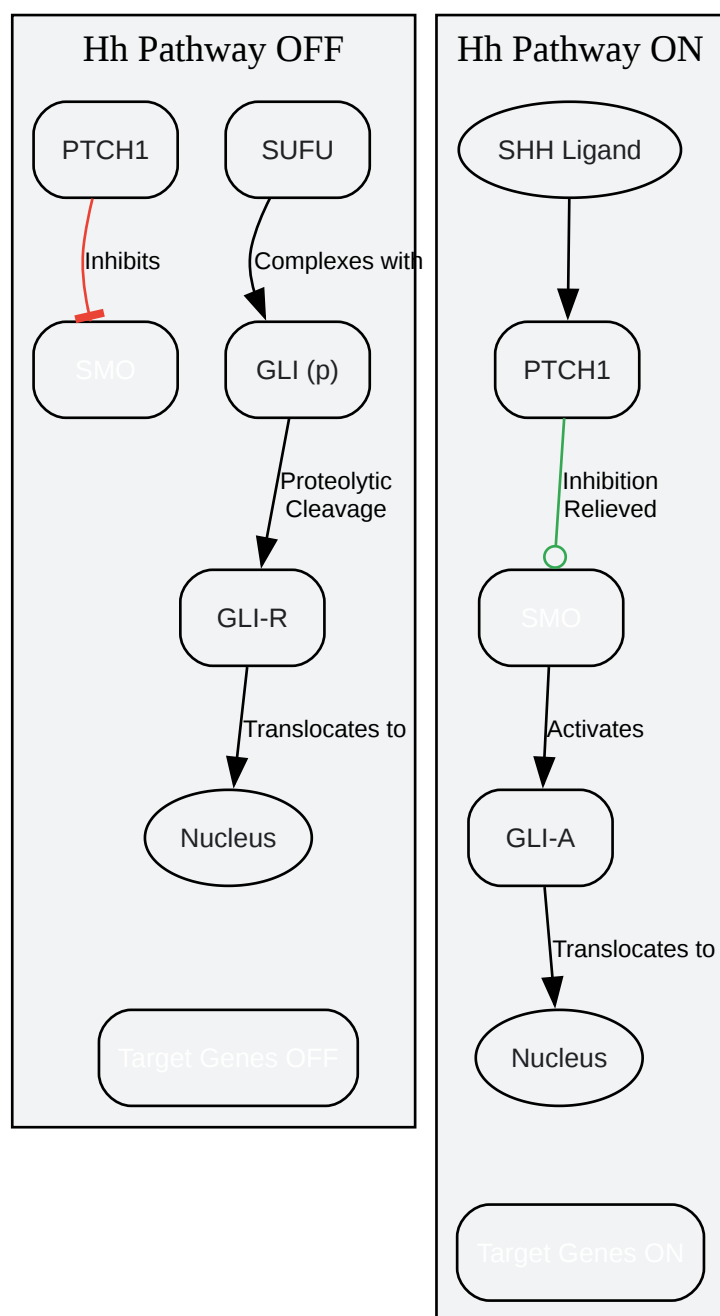 Hh Pathway OFF
PTCH1
SUFU
Inhibits
Complexes with
SMO
GLI (p)
Proteolytic
Cleavage
GLI-R
Translocates to
Nucleus
Target Genes OFF
Hh Pathway ON
SHH Ligand
PTCH1
Inhibition
Relieved
SMO
Activates
GLI-A
Translocates to
Nucleus
Target Genes ON